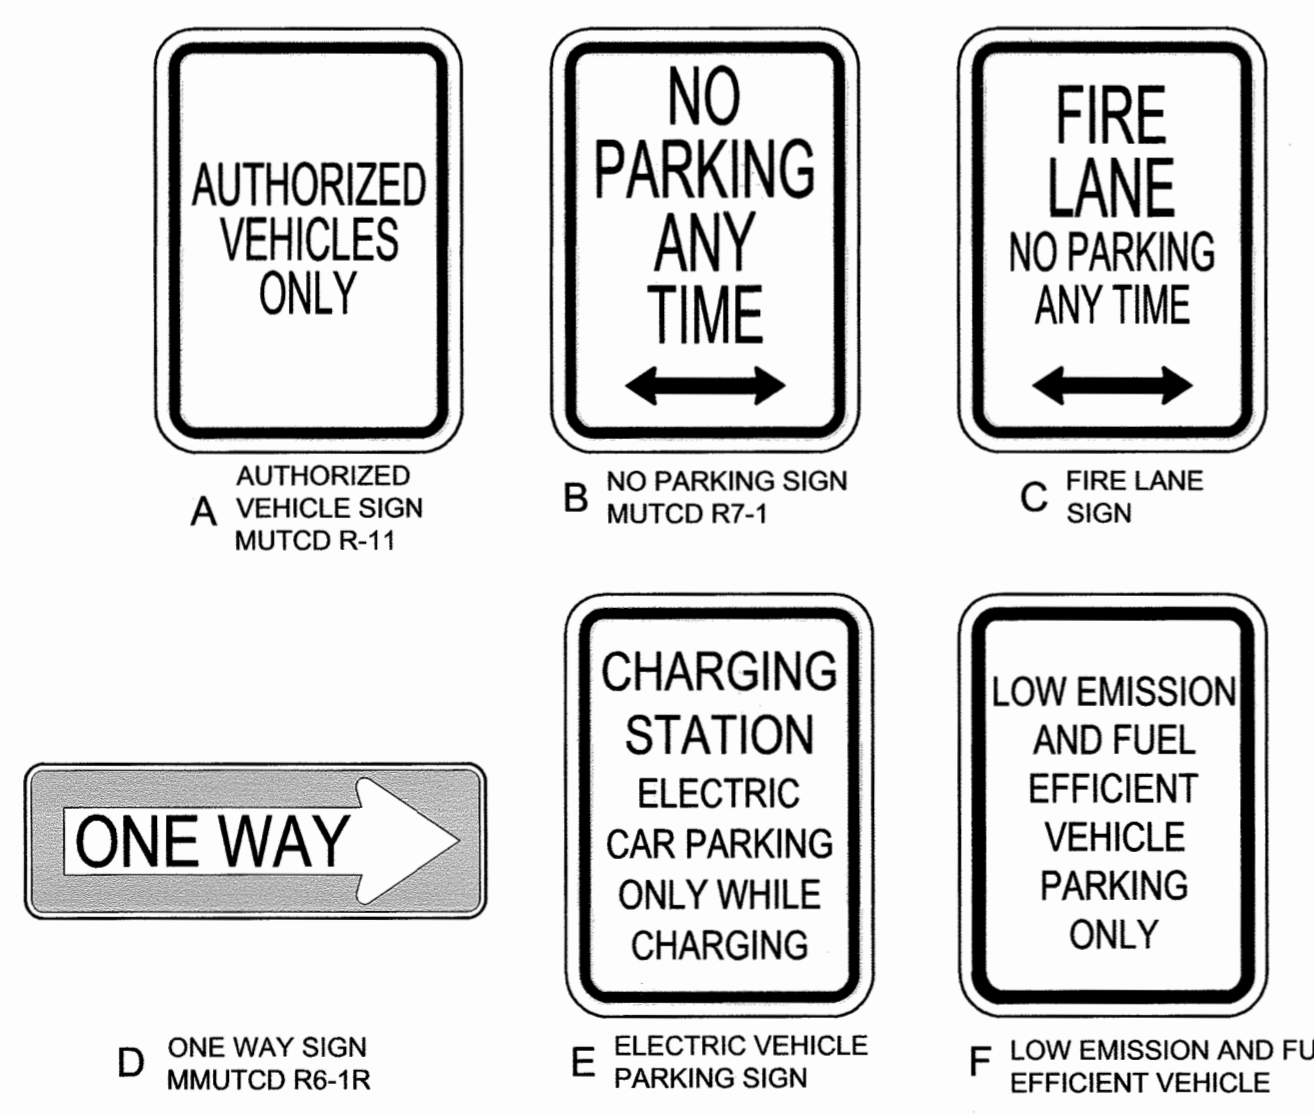 AUTHORIZED
VEHICLES
ONLY
A
AUTHORIZED
VEHICLE SIGN
MUTCD R-11
NO
PARKING
ANY
TIME
B
NO PARKING SIGN
MUTCD R7-1
FIRE
LANE
NO PARKING
ANY TIME
C
FIRE LANE
SIGN
ONE WAY
D
ONE WAY SIGN
MMUTCD R6-1R
CHARGING
STATION
ELECTRIC
CAR PARKING
ONLY WHILE
CHARGING
E
ELECTRIC VEHICLE
PARKING SIGN
LOW EMISSION
AND FUEL
EFFICIENT
VEHICLE
PARKING
ONLY
F
LOW EMISSION AND FU
EFFICIENT VEHICLE